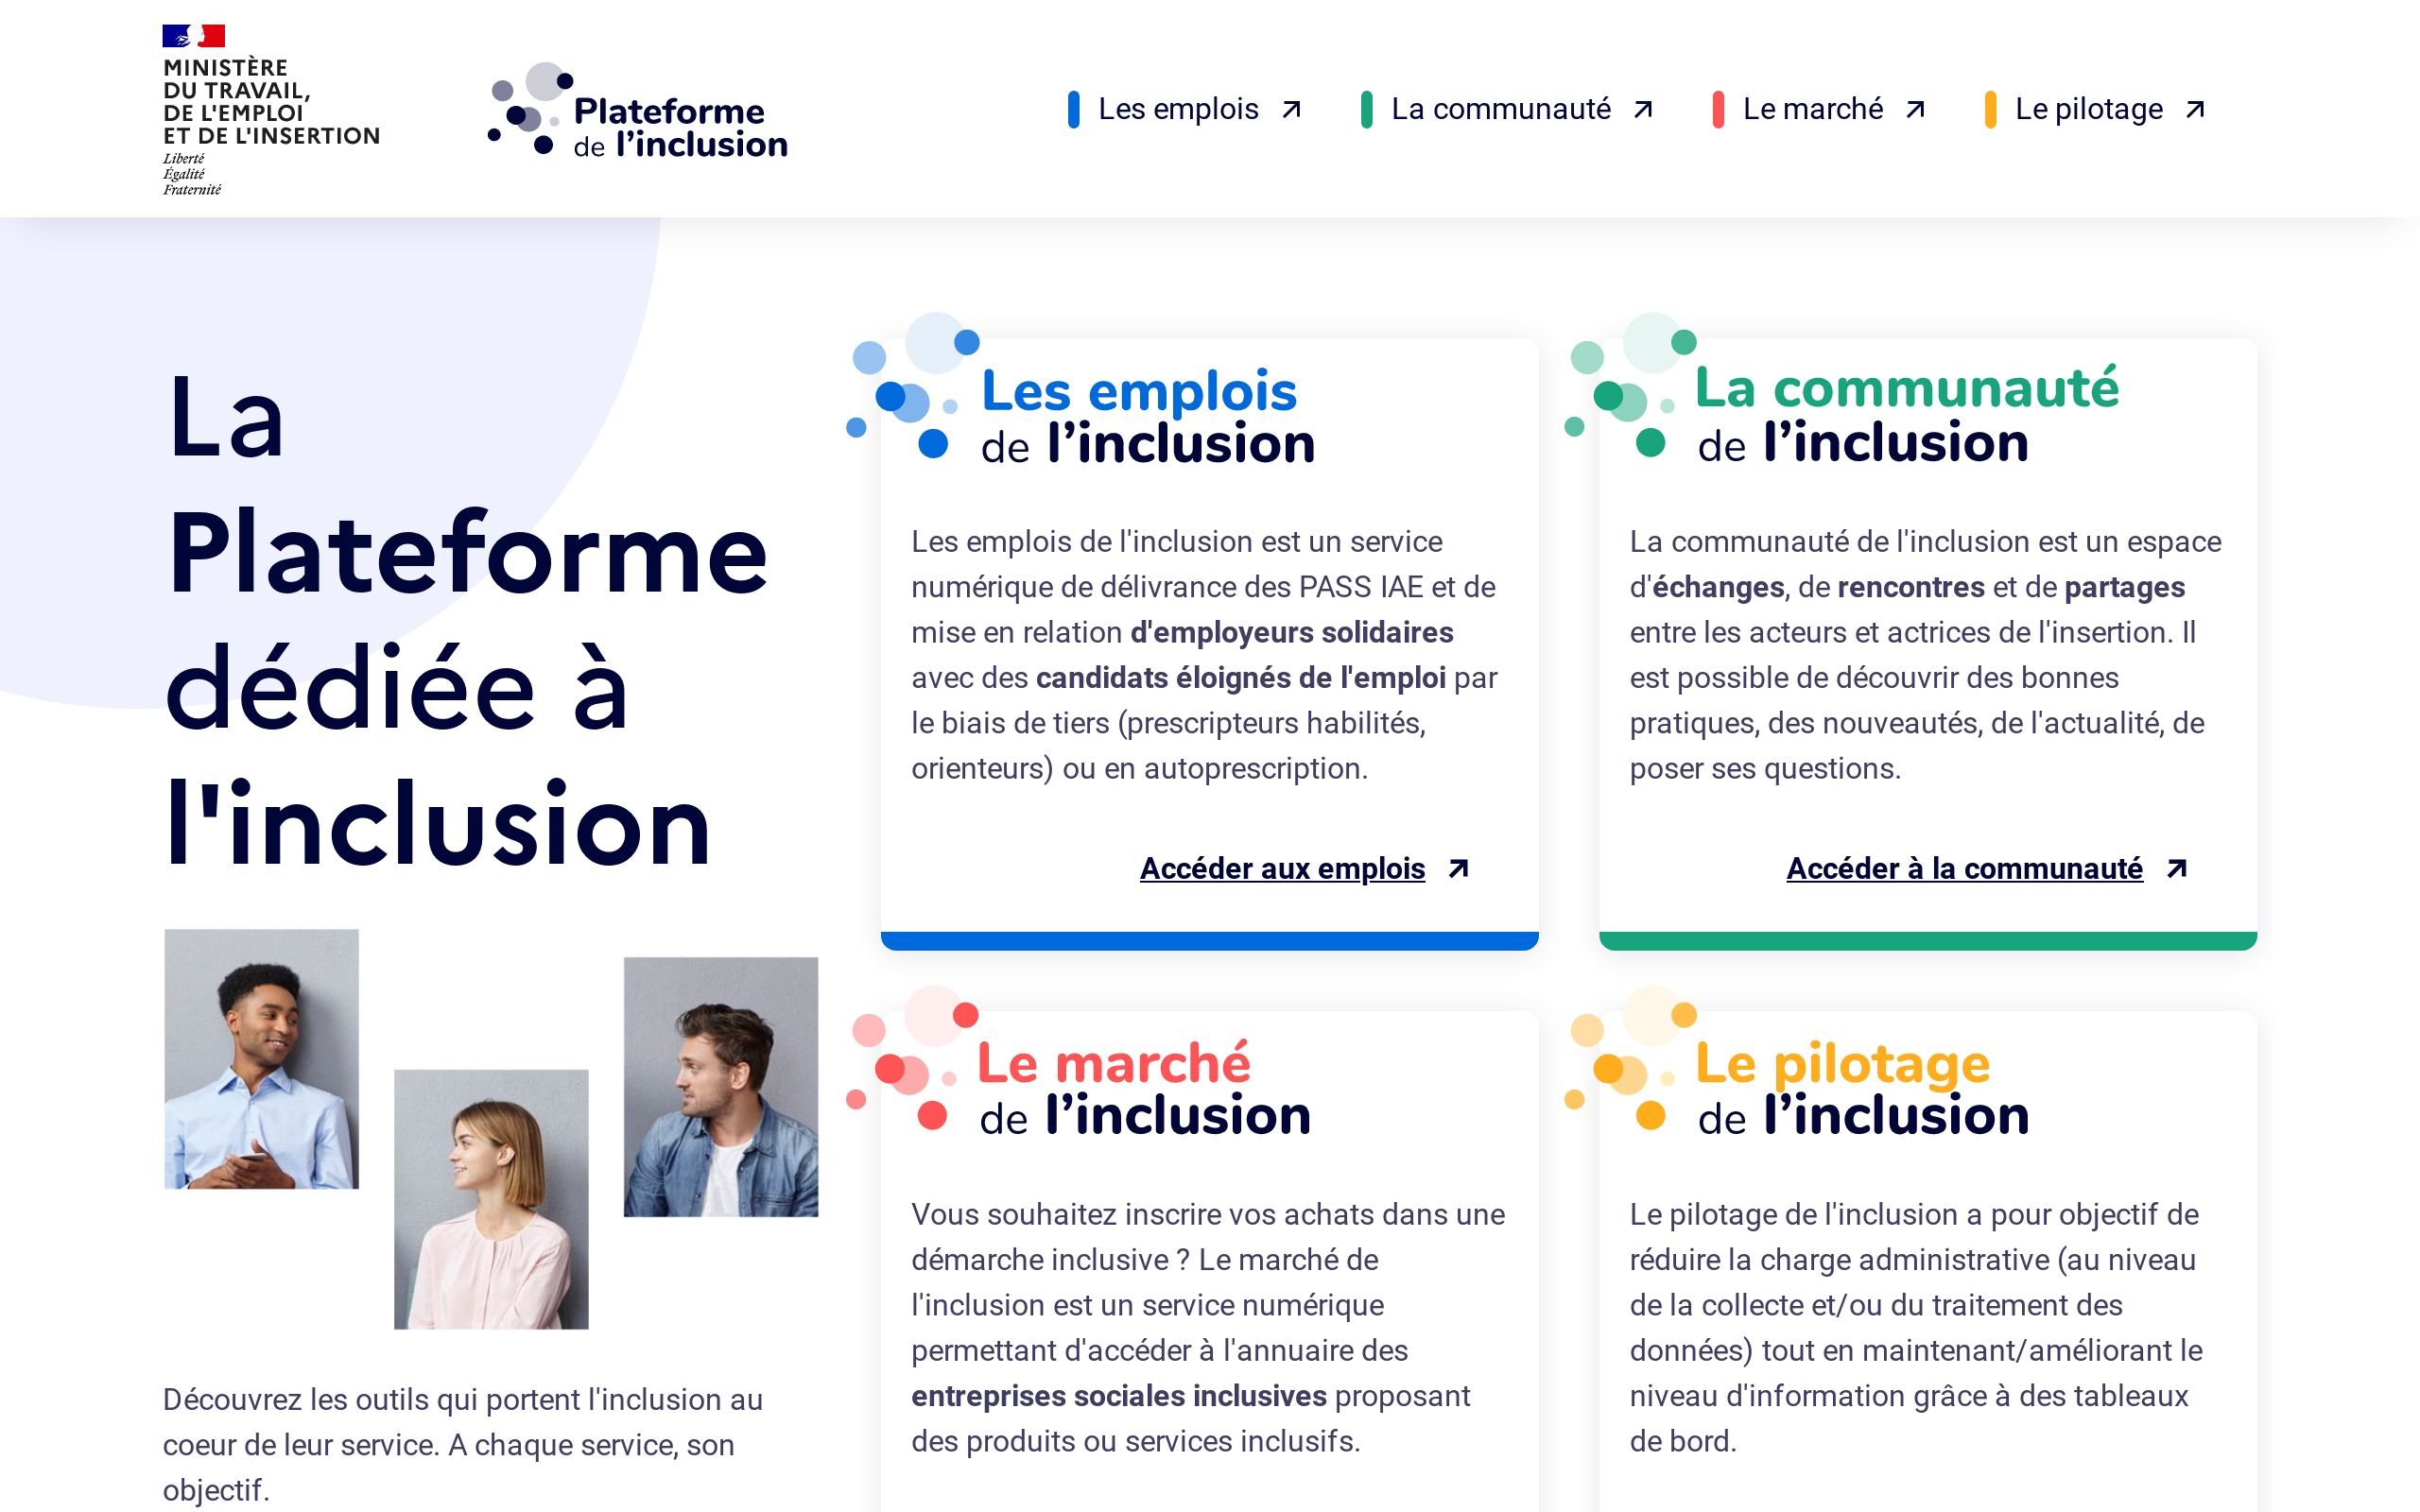 MINISTÈRE
DU TRAVAIL,
DE L'EMPLOI
ET DE L'INSERTION
Liberté
Égalité
Fraternité
Plateforme
de l’inclusion
Les emplois
La communauté
Le marché
Le pilotage
La
Plateforme
dédiée à
l'inclusion
Découvrez les outils qui portent l'inclusion au
coeur de leur service. A chaque service, son
objectif.
Les emplois
de l’inclusion
Les emplois de l'inclusion est un service
numérique de délivrance des PASS IAE et de
mise en relation d'employeurs solidaires
avec des candidats éloignés de l'emploi par
le biais de tiers (prescripteurs habilités,
orienteurs) ou en autoprescription.
Accéder aux emplois
La communauté
de l’inclusion
La communauté de l'inclusion est un espace
d'échanges, de rencontres et de partages
entre les acteurs et actrices de l'insertion. Il
est possible de découvrir des bonnes
pratiques, des nouveautés, de l'actualité, de
poser ses questions.
Accéder à la communauté
Le marché
de l’inclusion
Vous souhaitez inscrire vos achats dans une
démarche inclusive ? Le marché de
l'inclusion est un service numérique
permettant d'accéder à l'annuaire des
entreprises sociales inclusives proposant
des produits ou services inclusifs.
Le pilotage
de l’inclusion
Le pilotage de l'inclusion a pour objectif de
réduire la charge administrative (au niveau
de la collecte et/ou du traitement des
données) tout en maintenant/améliorant le
niveau d'information grâce à des tableaux
de bord.